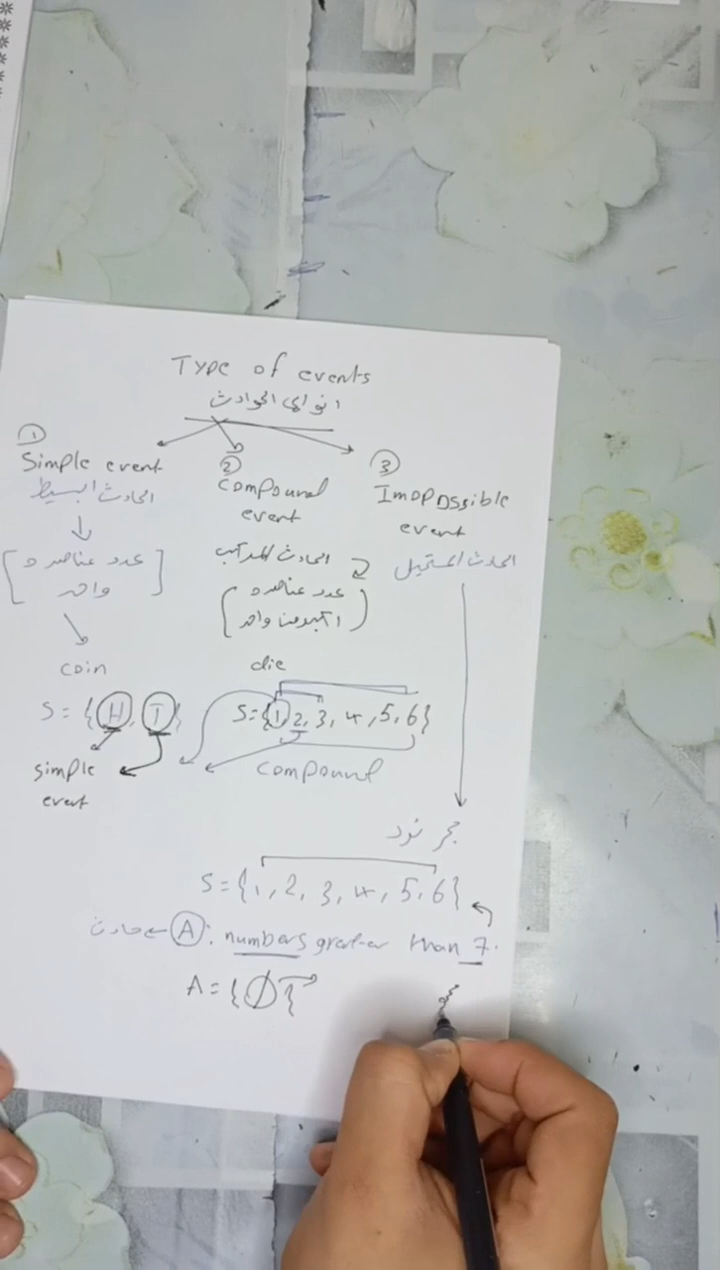 Type of events
انواع الحوادث
①
Simple event
الحادث البسيط
عدد عناصره
واحد
coin
S = {H, T}
simple
event
②
Compound
event
الحادث المركب
عدد عناصره
اكبر من واحد
die
S={1, 2, 3, 4, 5, 6}
compound
③
Imopossible
event
الحدث المستحيل
حجر نرد
S={1, 2, 3, 4, 5, 6}
حادث ← A: numbers greater than 7.
A = {∅}